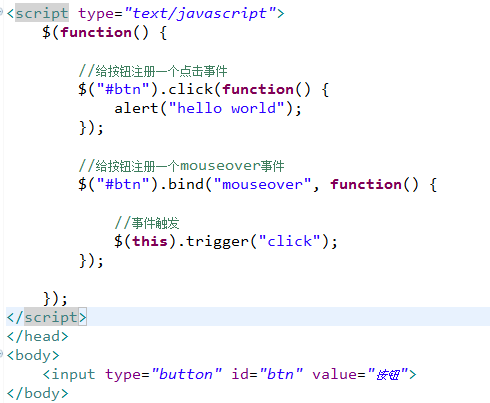 <script type="text/javascript">
$(function() {
//给按钮注册一个点击事件
$("#btn").click(function() {
alert("hello world");
});
//给按钮注册一个mouseover事件
$("#btn").bind("mouseover", function() {
//事件触发
$(this).trigger("click");
});
});
</script>
</head>
<body>
<input type="button" id="btn" value="按钮">
</body>